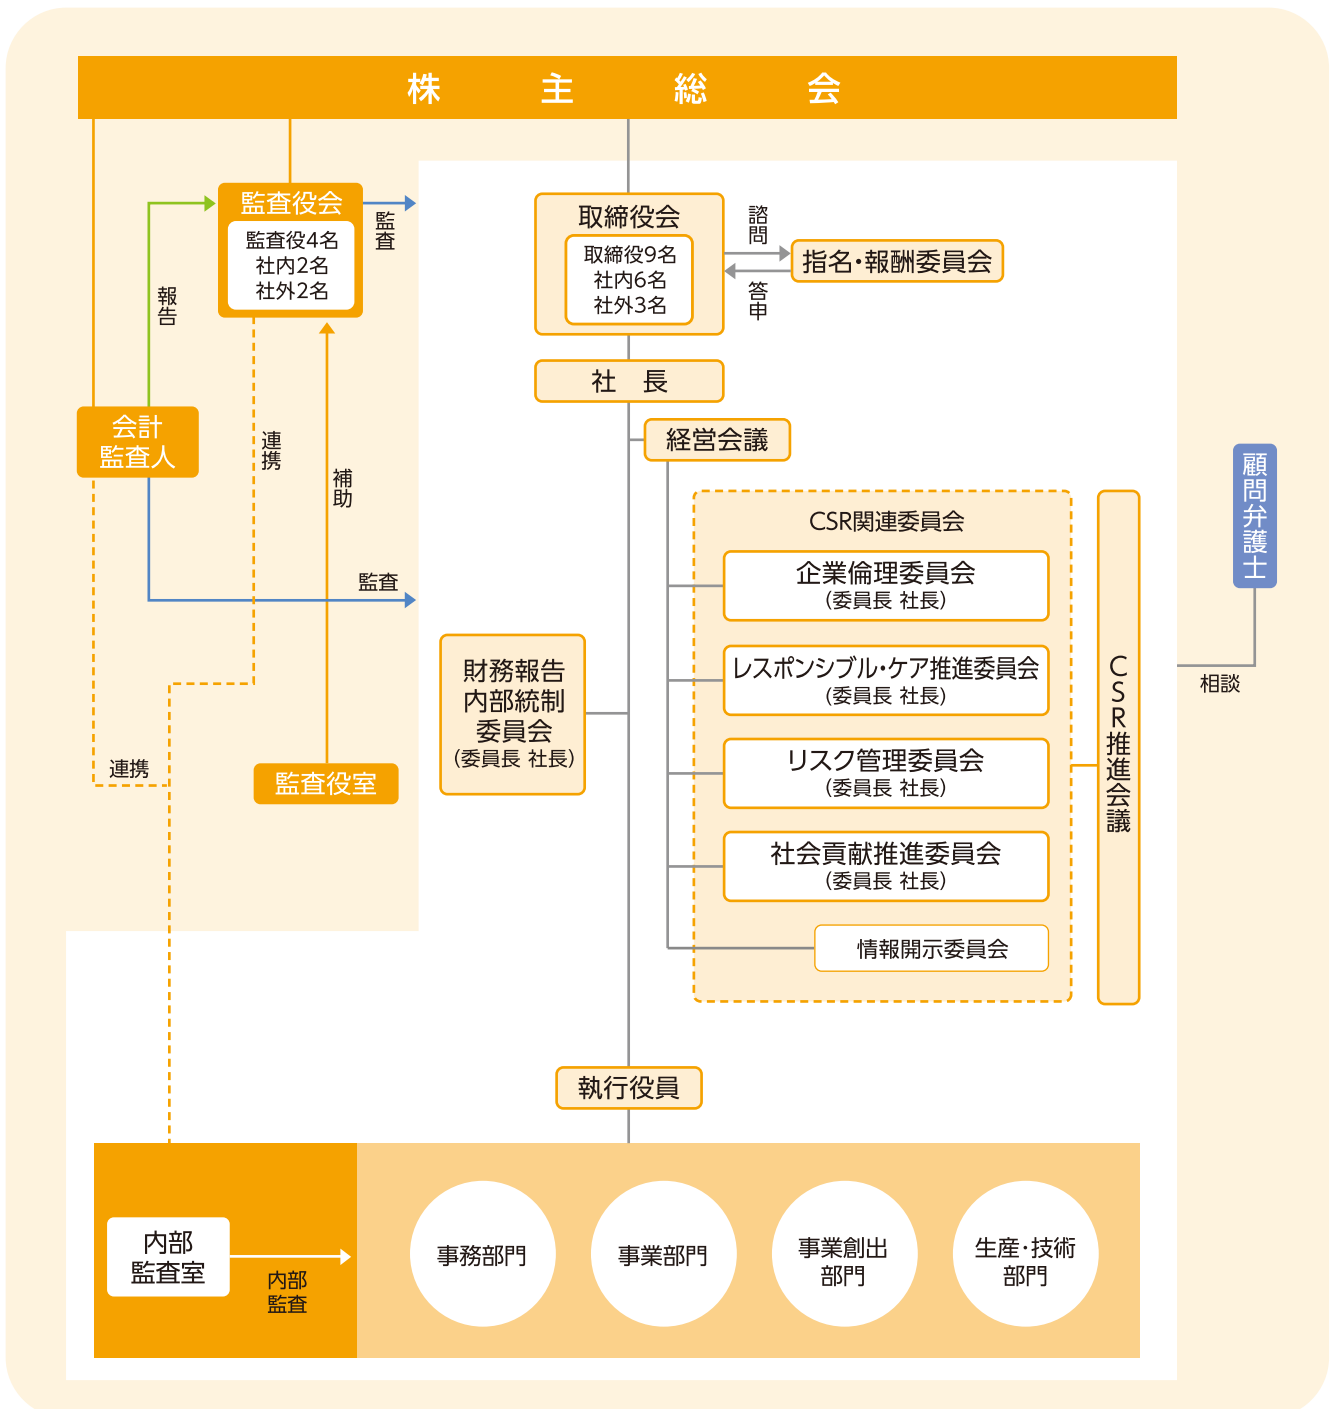 株主総会
監査役会
監査役4名
社内2名
社外2名
監査
報告
取締役会
取締役9名
社内6名
社外3名
諮問
答申
指名・報酬委員会
社 長
経営会議
会計
監査人
連携
補助
監査
連携
監査役室
財務報告
内部統制
委員会
(委員長 社長)
CSR関連委員会
企業倫理委員会
(委員長 社長)
レスポンシブル・ケア推進委員会
(委員長 社長)
リスク管理委員会
(委員長 社長)
社会貢献推進委員会
(委員長 社長)
情報開示委員会
CSR推進会議
顧問弁護士
相談
執行役員
内部
監査室
内部
監査
事務部門
事業部門
事業創出
部門
生産・技術
部門